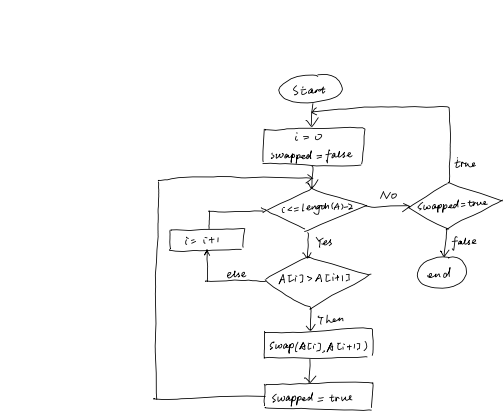 Start
i = 0
swapped = false
i <= length(A)-2
No
swapped = true
true
false
end
Yes
i = i+1
else
A[i] > A[i+1]
Then
Swap(A[i], A[i+1])
swapped = true